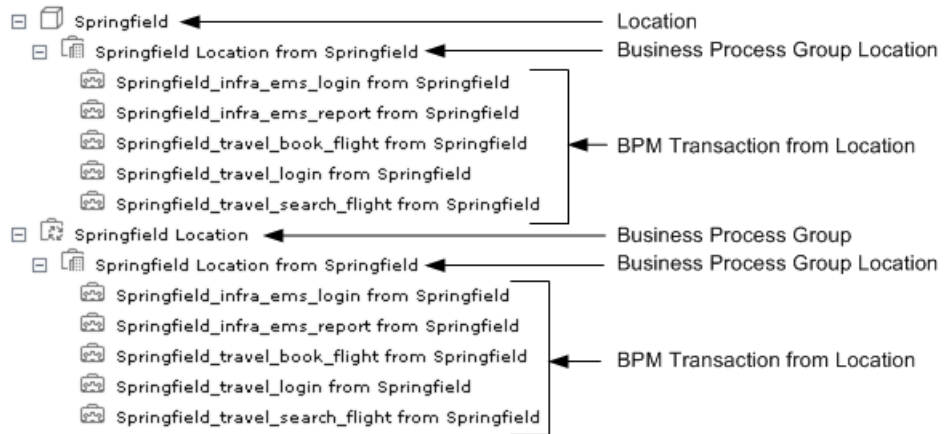 Springfield Location
Springfield Location from Springfield Business Process Group Location
Springfield_infra_ems_login from Springfield
Springfield_infra_ems_report from Springfield
Springfield_travel_book_flight from Springfield BPM Transaction from Location
Springfield_travel_login from Springfield
Springfield_travel_search_flight from Springfield
Springfield Location Business Process Group
Springfield Location from Springfield Business Process Group Location
Springfield_infra_ems_login from Springfield
Springfield_infra_ems_report from Springfield
Springfield_travel_book_flight from Springfield BPM Transaction from Location
Springfield_travel_login from Springfield
Springfield_travel_search_flight from Springfield